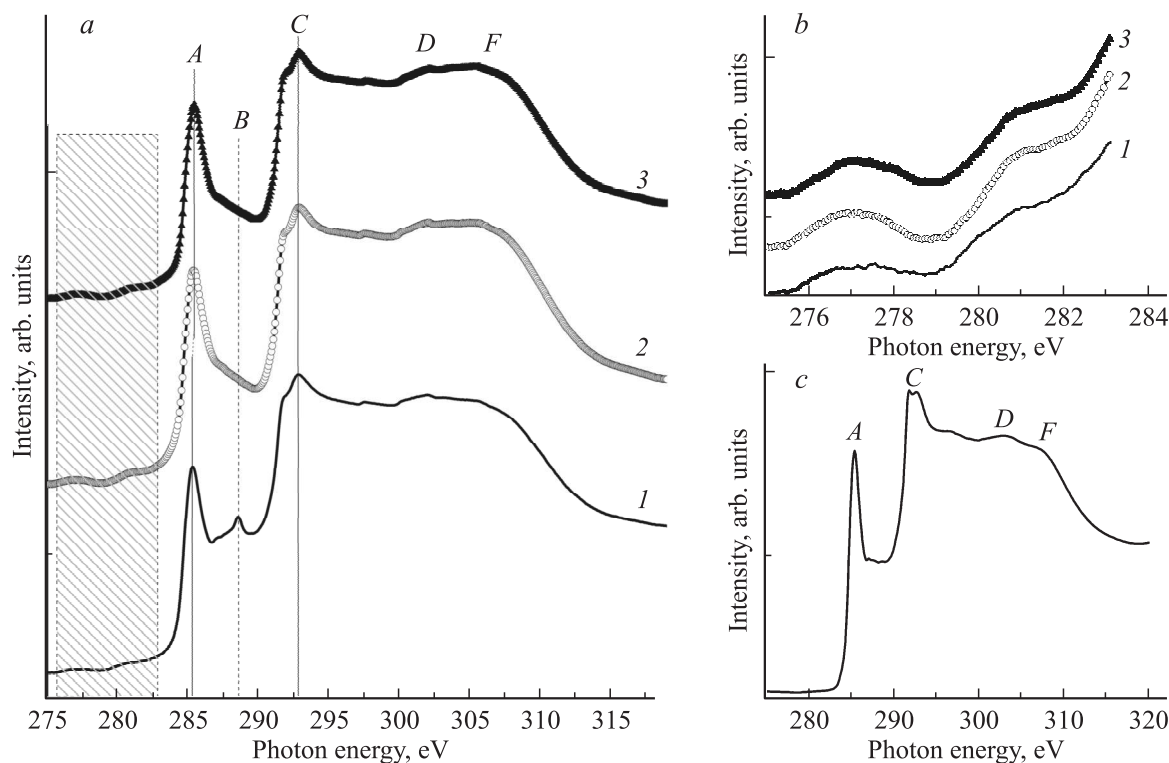 a
A
B
C
D
F
3
2
1
Intensity, arb. units
275 280 285 290 295 300 305 310 315
Photon energy, eV
b
3
2
1
Intensity, arb. units
276 278 280 282 284
Photon energy, eV
c
A
C
D
F
Intensity, arb. units
280 290 300 310 320
Photon energy, eV